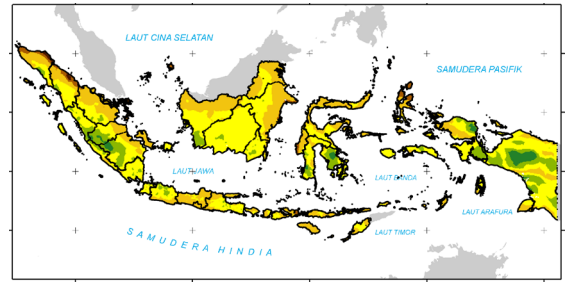 LAUT CINA SELATAN
SAMUDERA PASIFIK
LAUT JAWA
LAUT BANDA
LAUT ARAFURA
LAUT TIMOR
SAMUDERA HINDIA